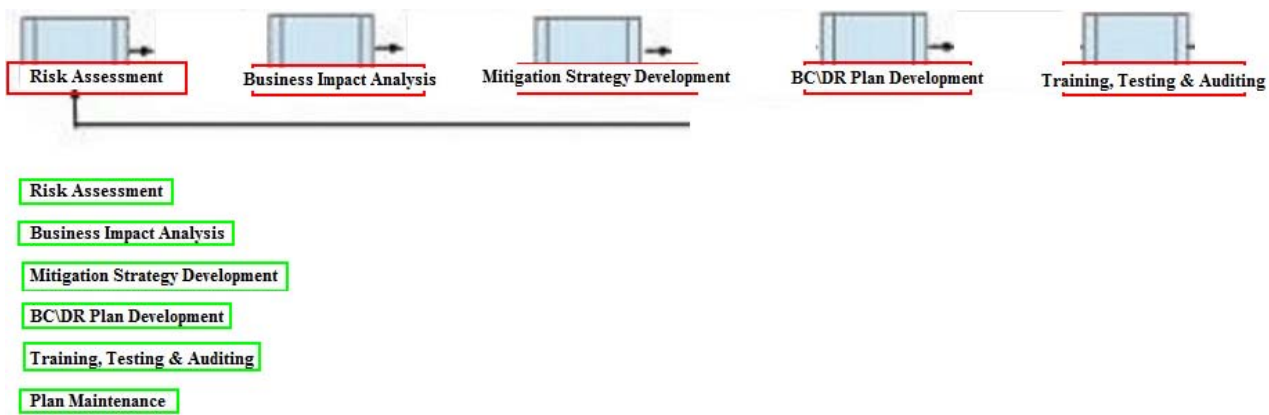 Risk Assessment
Business Impact Analysis
Mitigation Strategy Development
BC\DR Plan Development
Training, Testing & Auditing
Risk Assessment
Business Impact Analysis
Mitigation Strategy Development
BC\DR Plan Development
Training, Testing & Auditing
Plan Maintenance